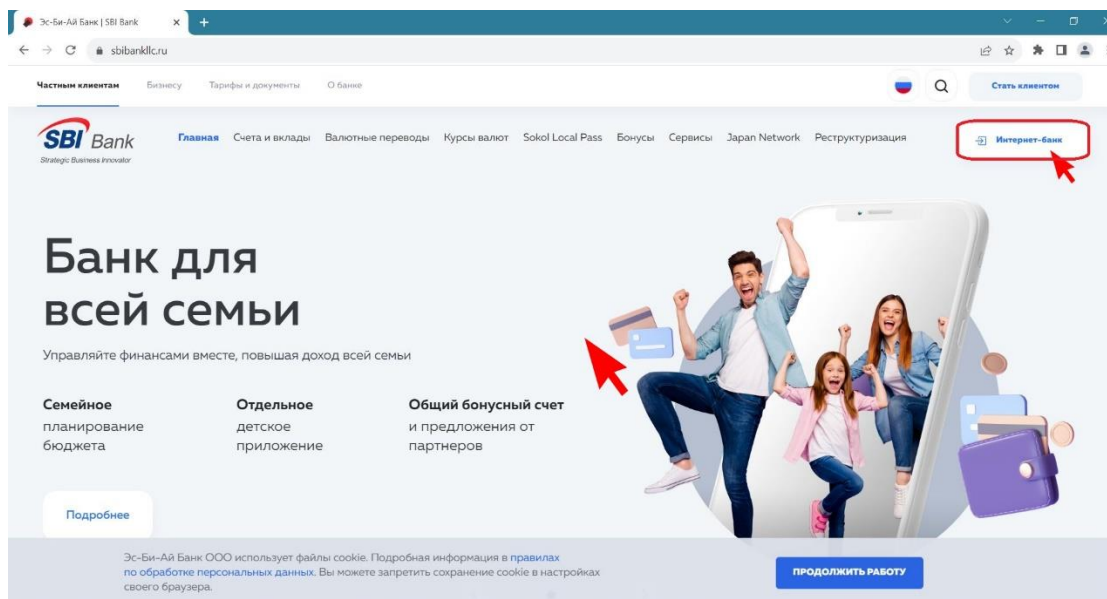 Эс-Би-Ай Банк | SBI Bank
sbibankllc.ru
Частным клиентам Бизнесу Тарифы и документы О банке Стать клиентом
SBI Bank
Strategic Business Innovator
Главная Счета и вклады Валютные переводы Курсы валют Sokol Local Pass Бонусы Сервисы Japan Network Реструктуризация Интернет-банк
Банк для
всей семьи
Управляйте финансами вместе, повышая доход всей семьи
Семейное Отдельное Общий бонусный счет
планирование детское и предложения от
бюджета приложение партнеров
Подробнее
Эс-Би-Ай Банк ООО использует файлы cookie. Подробная информация в правилах
по обработке персональных данных. Вы можете запретить сохранение cookie в настройках
своего браузера.
ПРОДОЛЖИТЬ РАБОТУ